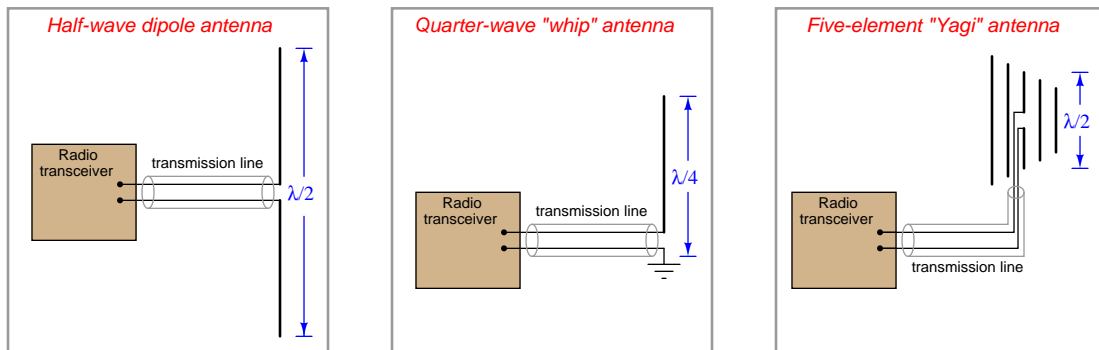 Half-wave dipole antenna
Radio
transceiver
transmission line
λ/2
Quarter-wave "whip" antenna
Radio
transceiver
transmission line
λ/4
Five-element "Yagi" antenna
Radio
transceiver
transmission line
λ/2